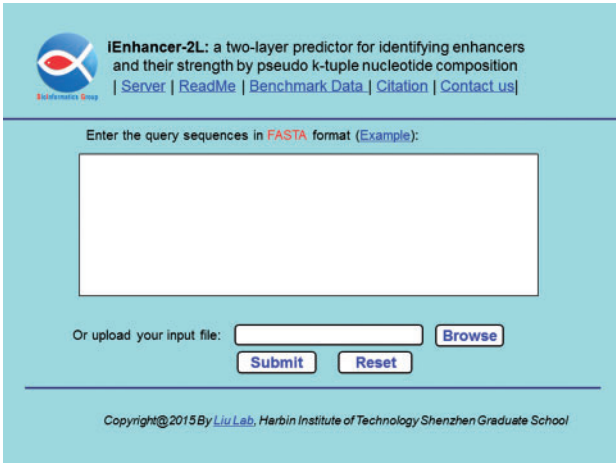 iEnhancer-2L: a two-layer predictor for identifying enhancers
and their strength by pseudo k-tuple nucleotide composition
| Server | ReadMe | Benchmark Data | Citation | Contact us|
Bioinformatics Group
Enter the query sequences in FASTA format (Example):
Or upload your input file:
Browse
Submit Reset
Copyright@2015 By Liu Lab, Harbin Institute of Technology Shenzhen Graduate School